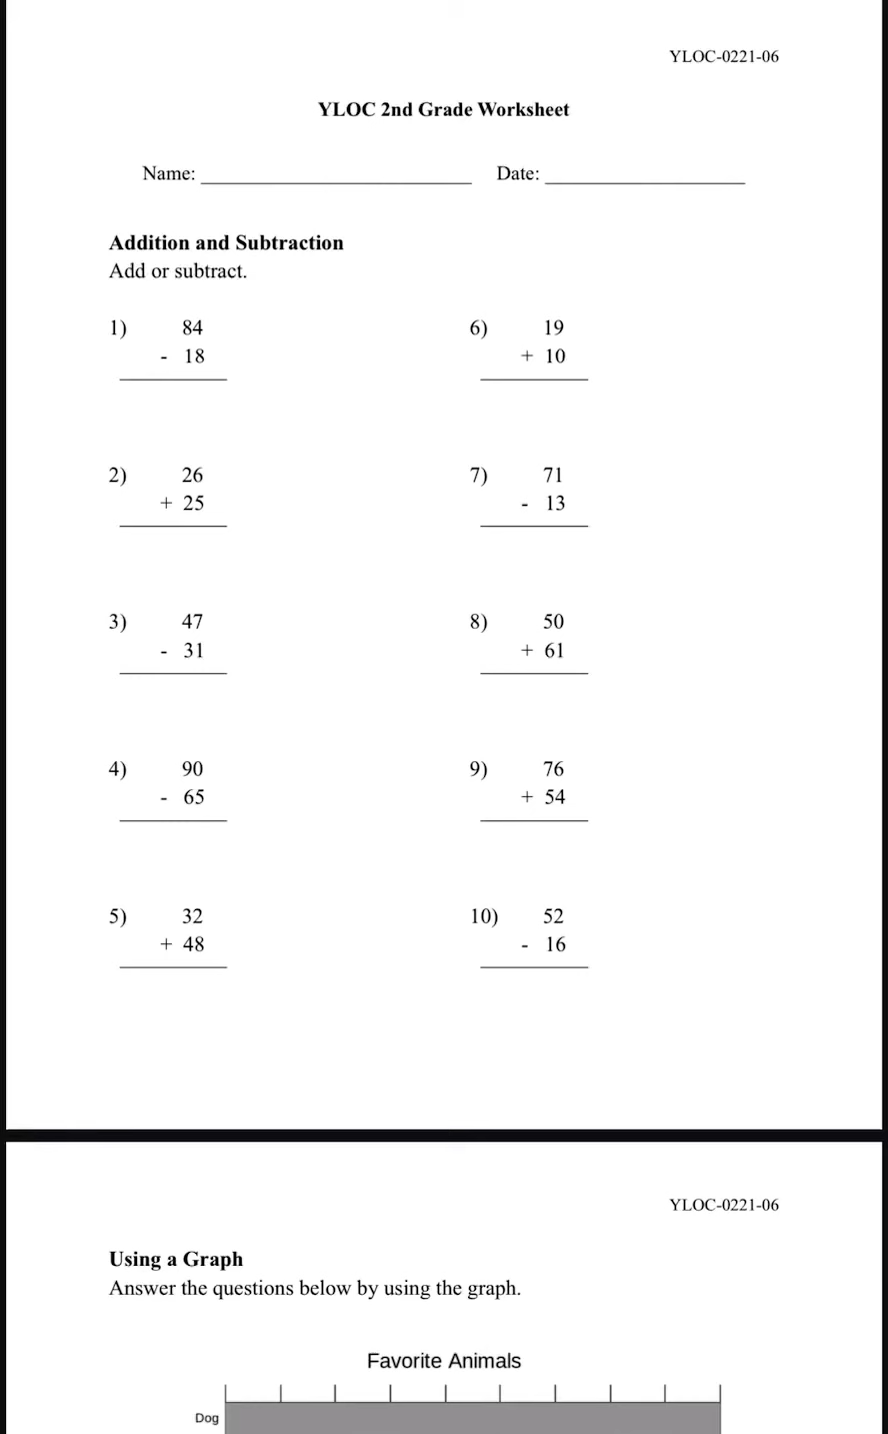 YLOC-0221-06
YLOC 2nd Grade Worksheet
Name: Date:
Addition and Subtraction
Add or subtract.
1) 84
- 18
6) 19
+ 10
2) 26
+ 25
7) 71
- 13
3) 47
- 31
8) 50
+ 61
4) 90
- 65
9) 76
+ 54
5) 32
+ 48
10) 52
- 16
YLOC-0221-06
Using a Graph
Answer the questions below by using the graph.
Favorite Animals
Dog